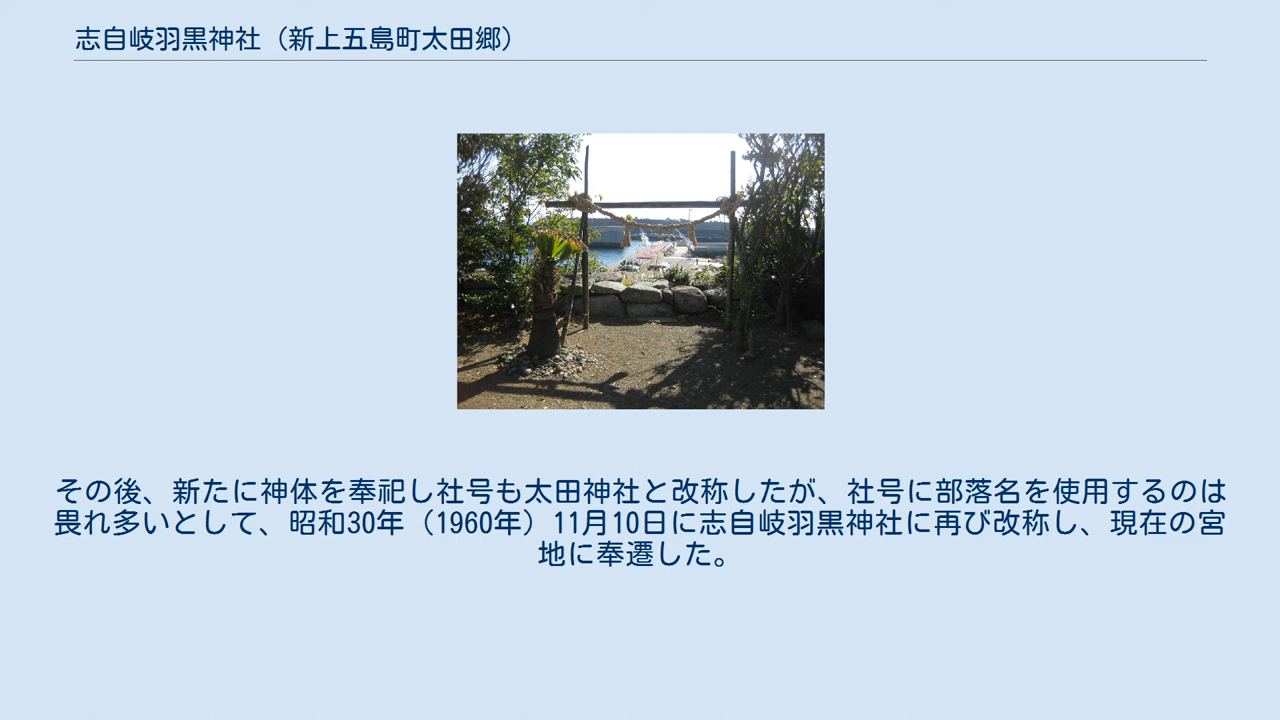 志自岐羽黒神社（新上五島町太田郷）
その後、新たに神体を奉祀し社号も太田神社と改称したが、社号に部落名を使用するのは
畏れ多いとして、昭和30年（1960年）11月10日に志自岐羽黒神社に再び改称し、現在の宮
地に奉遷した。